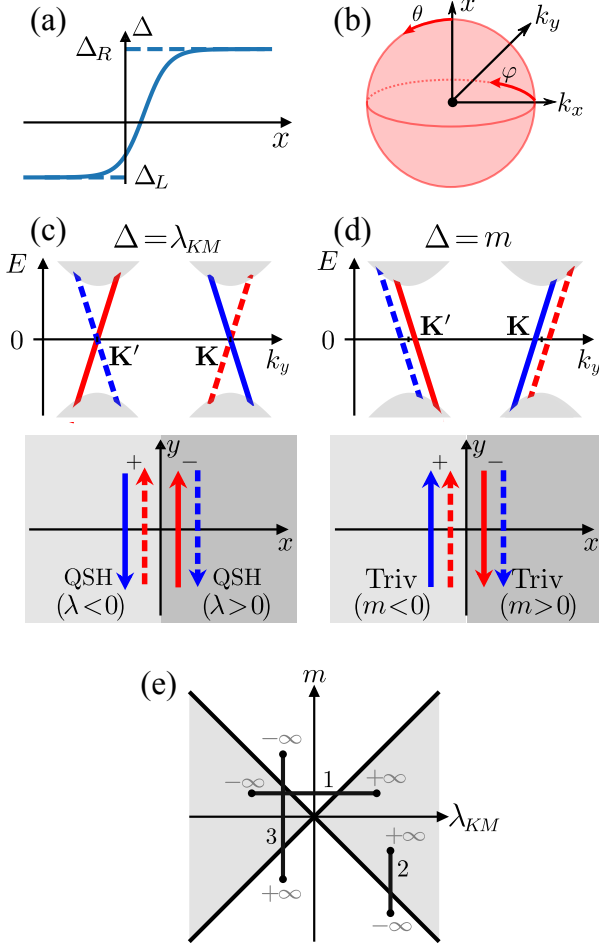 (a)
Δ
Δ_R
x
Δ_L
(b)
θ
x
k_y
φ
k_x
(c)
Δ = λ_KM
E
0
K′
K
k_y
(d)
Δ = m
E
0
K′
K
k_y
+
y
−
x
QSH
(λ<0)
QSH
(λ>0)
+
y
−
x
Triv
(m<0)
Triv
(m>0)
(e)
m
−∞
−∞
1
+∞
λ_KM
3
+∞
2
+∞
−∞